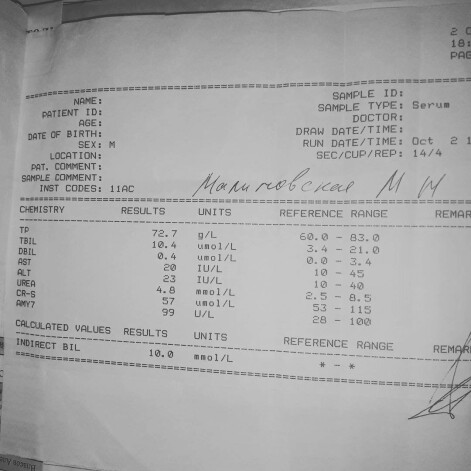 2 O
18:
PAG
NAME:
SAMPLE ID:
PATIENT ID:
SAMPLE TYPE: Serum
AGE:
DOCTOR:
DATE OF BIRTH:
DRAW DATE/TIME:
SEX: M
RUN DATE/TIME: Oct 2 1
LOCATION:
SEC/CUP/REP: 14/4
PAT. COMMENT:
SAMPLE COMMENT:
INST CODES: 11AC
Малиновская М
CHEMISTRY RESULTS UNITS REFERENCE RANGE REMAR
TP 72.7 g/L 60.0 - 83.0
TBIL 10.4 umol/L 3.4 - 21.0
DBIL 0.4 umol/L 0.0 - 3.4
AST 20 IU/L 10 - 45
ALT 23 IU/L 10 - 40
UREA 4.8 mmol/L 2.5 - 8.5
CR-S 57 umol/L 53 - 115
AMY7 99 U/L 28 - 100
CALCULATED VALUES RESULTS UNITS REFERENCE RANGE REMAR
INDIRECT BIL 10.0 mmol/L * - *